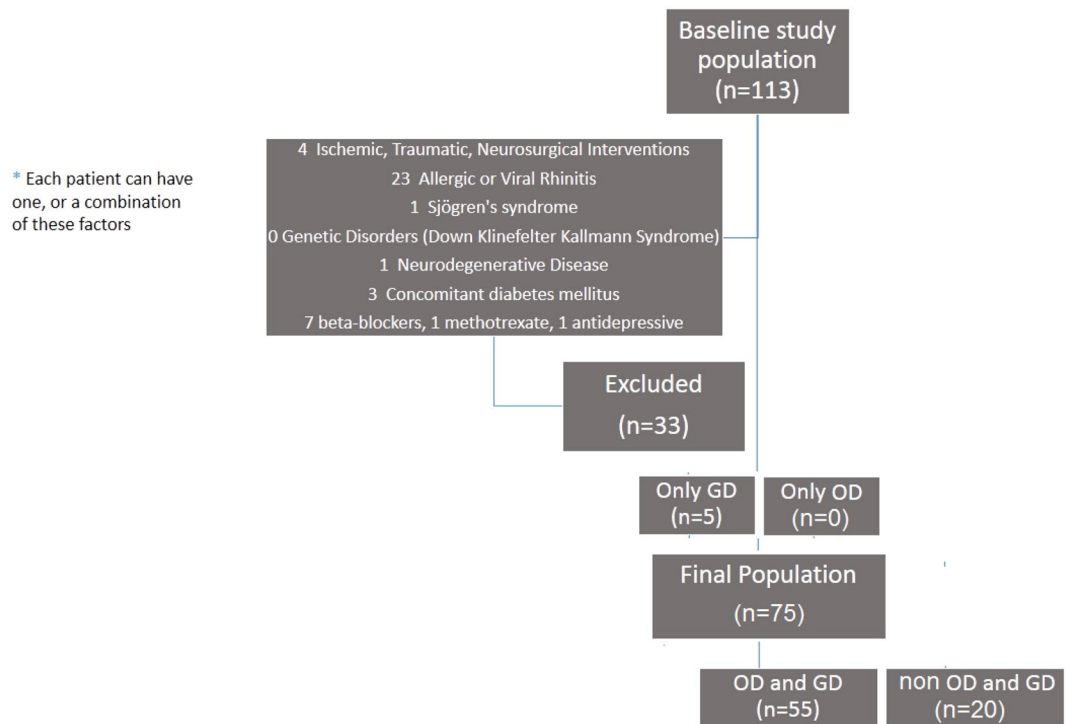 Baseline study
population
(n=113)
4 Ischemic, Traumatic, Neurosurgical Interventions
23 Allergic or Viral Rhinitis
1 Sjögren's syndrome
0 Genetic Disorders (Down Klinefelter Kallmann Syndrome)
1 Neurodegenerative Disease
3 Concomitant diabetes mellitus
7 beta-blockers, 1 methotrexate, 1 antidepressive
* Each patient can have
one, or a combination
of these factors
Excluded
(n=33)
Only GD
(n=5)
Only OD
(n=0)
Final Population
(n=75)
OD and GD
(n=55)
non OD and GD
(n=20)